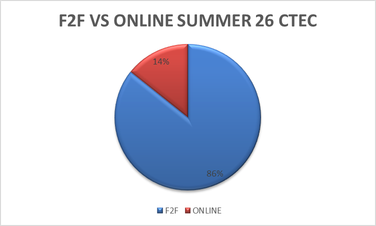 F2F VS ONLINE SUMMER 26 CTEC
14%
86%
F2F ONLINE